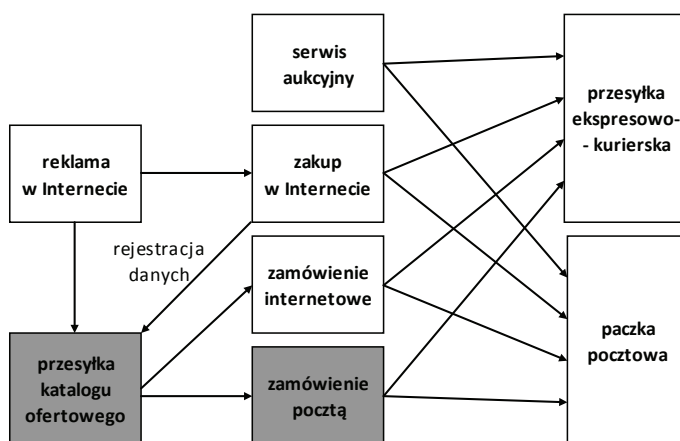 serwis
aukcyjny
przesyłka
ekspresowo-
- kurierska
reklama
w Internecie
zakup
w Internecie
rejestracja
danych
zamówienie
internetowe
paczka
pocztowa
przesyłka
katalogu
ofertowego
zamówienie
pocztą